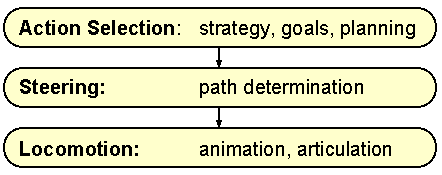 Action Selection: strategy, goals, planning
Steering: path determination
Locomotion: animation, articulation